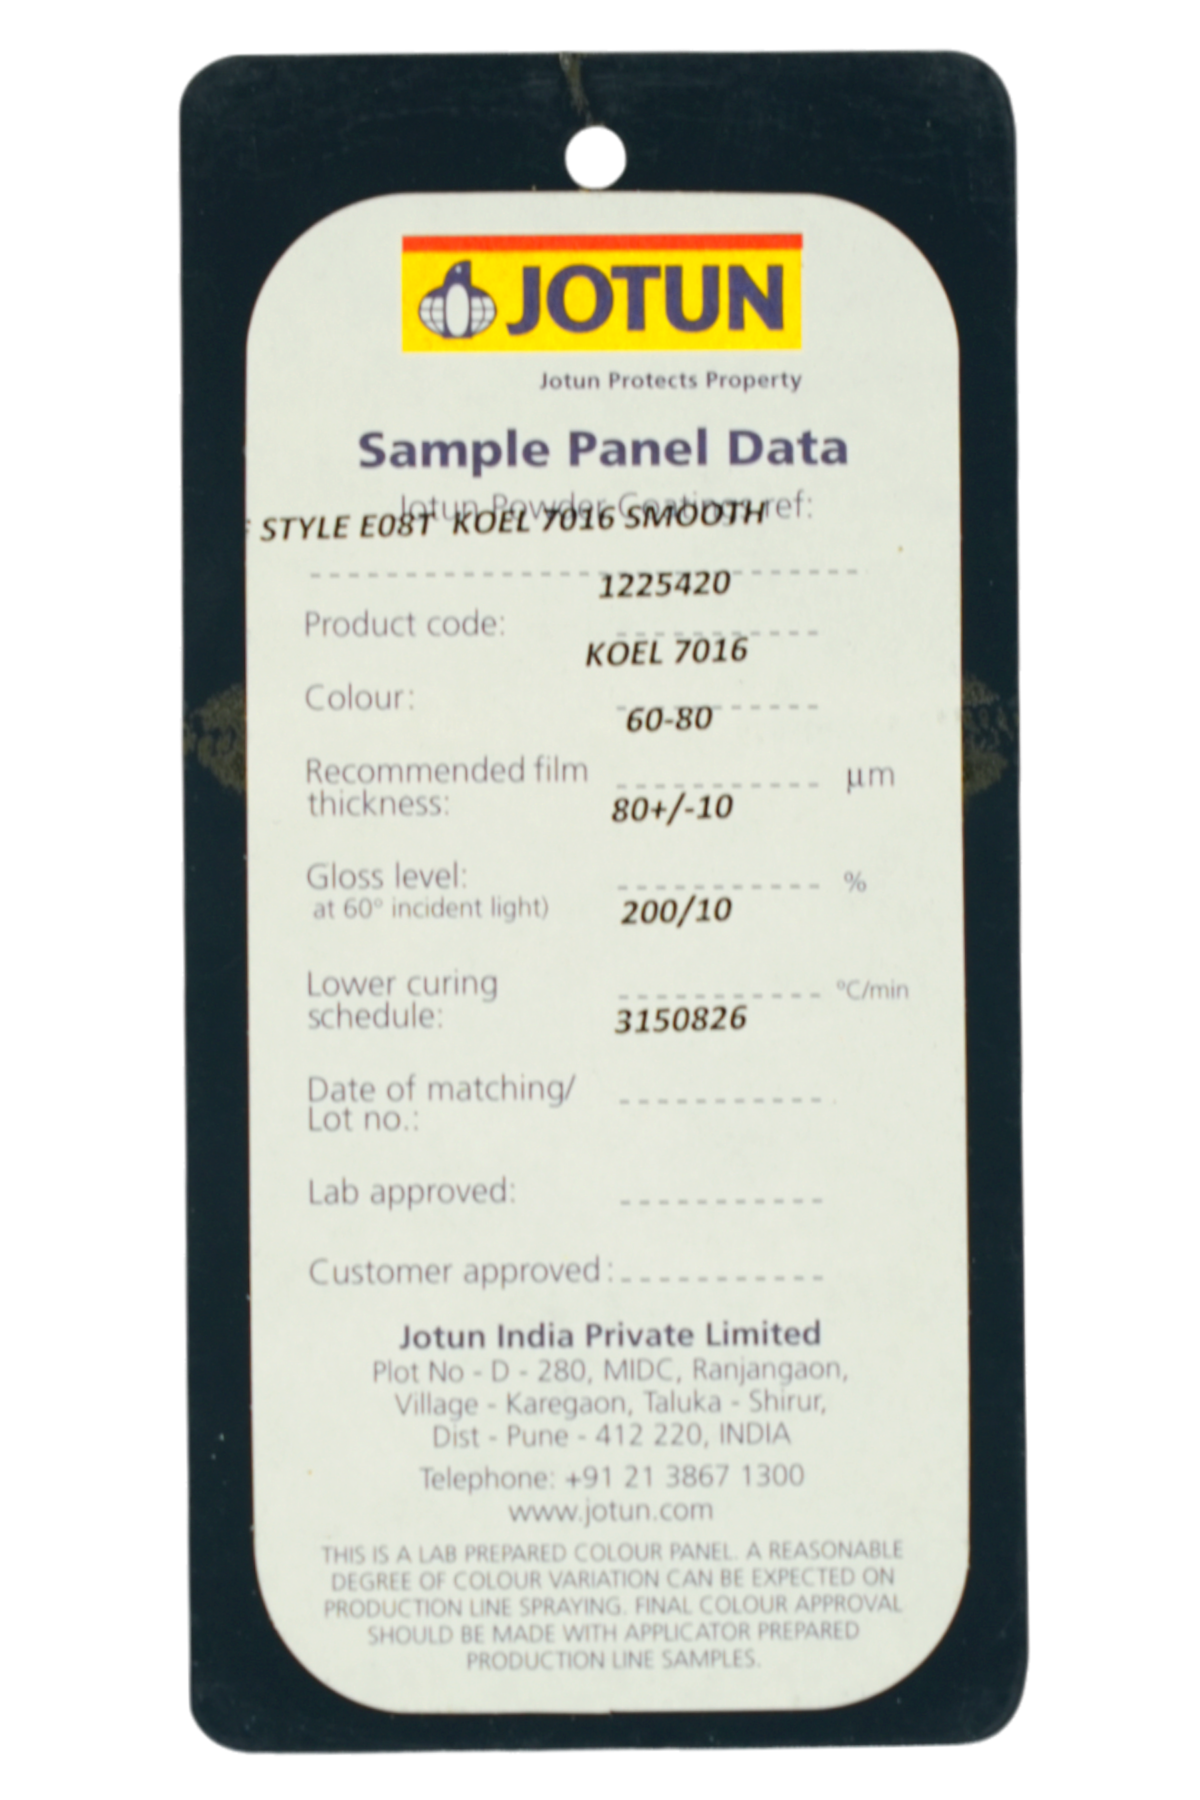 JOTUN
Jotun Protects Property
Sample Panel Data
Jotun Powder Coatings ref:
STYLE E08T KOEL 7016 SMOOTH
1225420
Product code:
KOEL 7016
Colour:
60-80
Recommended film thickness: µm
80+/-10
Gloss level: %
at 60° incident light)
200/10
Lower curing schedule: °C/min
3150826
Date of matching/
Lot no.:
Lab approved:
Customer approved:
Jotun India Private Limited
Plot No - D - 280, MIDC, Ranjangaon,
Village - Karegaon, Taluka - Shirur,
Dist - Pune - 412 220, INDIA
Telephone: +91 21 3867 1300
www.jotun.com
THIS IS A LAB PREPARED COLOUR PANEL. A REASONABLE
DEGREE OF COLOUR VARIATION CAN BE EXPECTED ON
PRODUCTION LINE SPRAYING. FINAL COLOUR APPROVAL
SHOULD BE MADE WITH APPLICATOR PREPARED
PRODUCTION LINE SAMPLES.